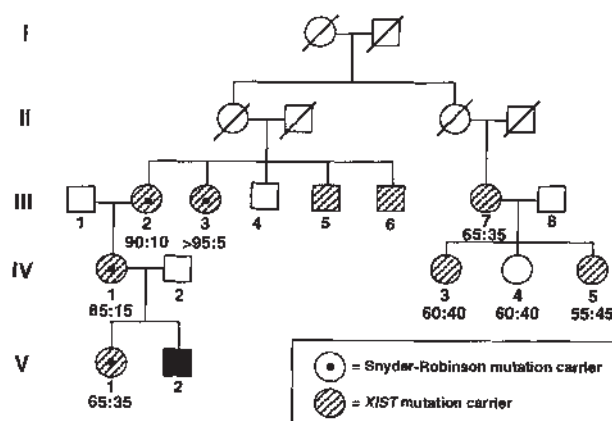 I
II
III
1 2 3 4 5 6 7 8
90:10 >95:5 65:35
IV
1 2 3 4 5
85:15 60:40 60:40 55:45
V
1 2
65:35
= Snyder-Robinson mutation carrier
= XIST mutation carrier